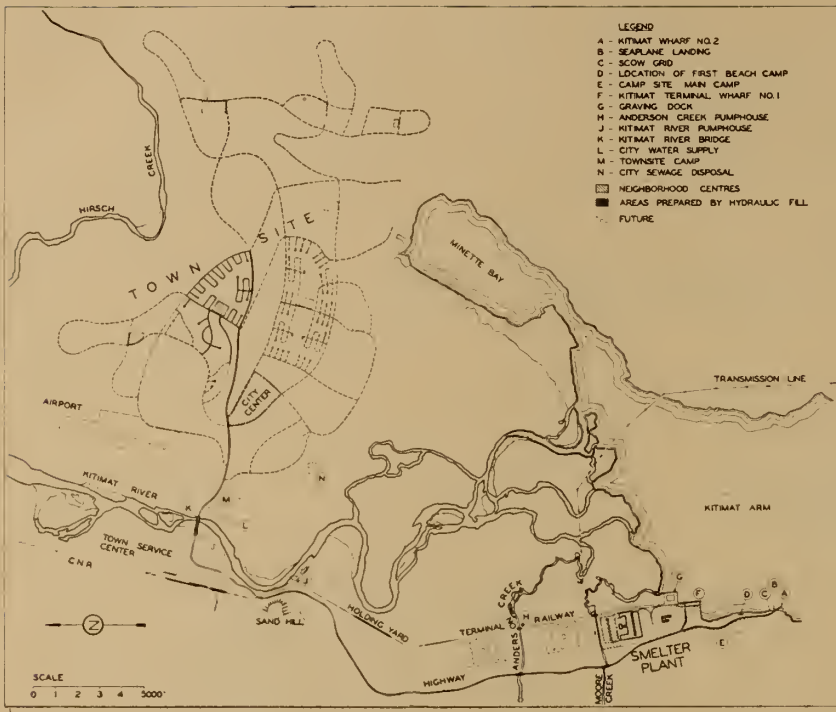 LEGEND
A - KITIMAT WHARF NO.2
B - SEAPLANE LANDING
C - SCOW GRID
D - LOCATION OF FIRST BEACH CAMP
E - CAMP SITE MAIN CAMP
F - KITIMAT TERMINAL WHARF NO.1
G - GRAVING DOCK
H - ANDERSON CREEK PUMPHOUSE
J - KITIMAT RIVER PUMPHOUSE
K - KITIMAT RIVER BRIDGE
L - CITY WATER SUPPLY
M - TOWNSITE CAMP
N - CITY SEWAGE DISPOSAL
NEIGHBORHOOD CENTRES
AREAS PREPARED BY HYDRAULIC FILL
FUTURE
HIRSCH CREEK
TOWN SITE
MINETTE BAY
TRANSMISSION LINE
CITY CENTER
AIRPORT
KITIMAT RIVER
K
M
L
N
J
KITIMAT ARM
TOWN SERVICE CENTER
C N R
SAND HILL
HOLDING YARD
TERMINAL RAILWAY
ANDERSON CREEK
H
G
F
D
C
B
A
E
SMELTER PLANT
HIGHWAY
MOORE CREEK
N
SCALE
0 1 2 3 4 5000'